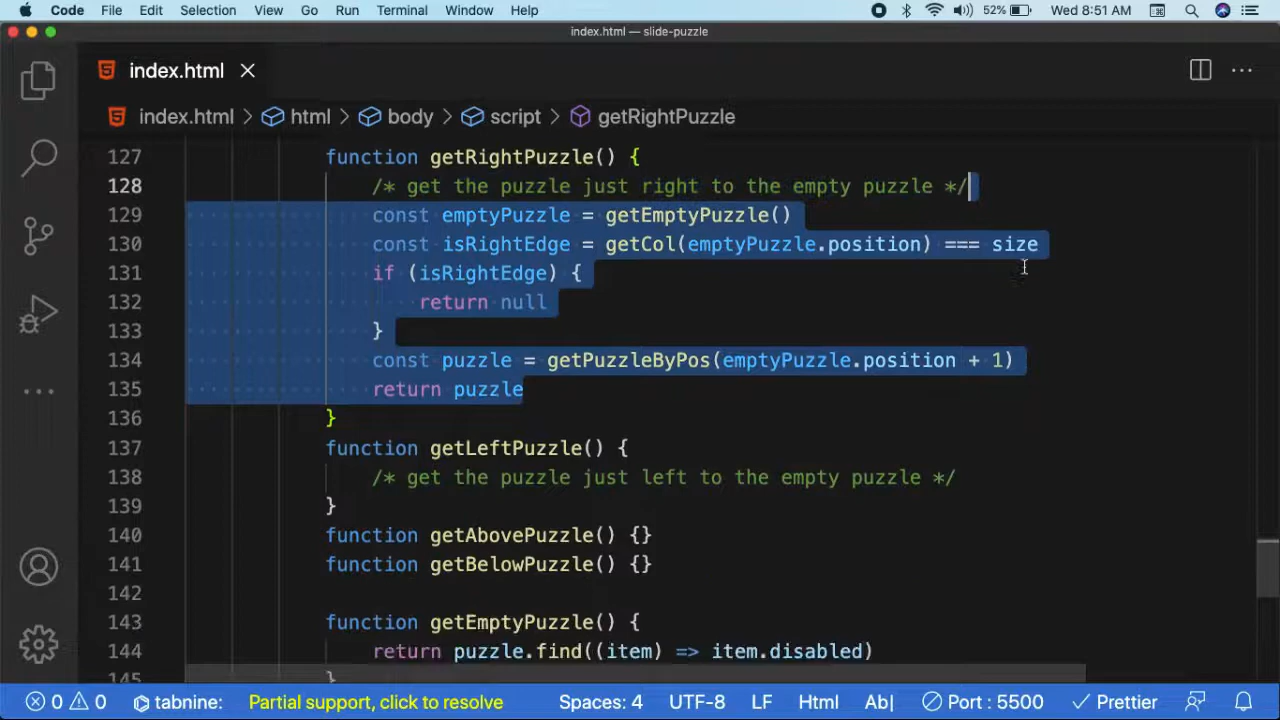 Code File Edit Selection View Go Run Terminal Window Help 52% Wed 8:51 AM
index.html — slide-puzzle
index.html
index.html > html > body > script > getRightPuzzle
127 function getRightPuzzle() {
128 /* get the puzzle just right to the empty puzzle */
129 const emptyPuzzle = getEmptyPuzzle()
130 const isRightEdge = getCol(emptyPuzzle.position) === size
131 if (isRightEdge) {
132 return null
133 }
134 const puzzle = getPuzzleByPos(emptyPuzzle.position + 1)
135 return puzzle
136 }
137 function getLeftPuzzle() {
138 /* get the puzzle just left to the empty puzzle */
139 }
140 function getAbovePuzzle() {}
141 function getBelowPuzzle() {}
142
143 function getEmptyPuzzle() {
144 return puzzle.find((item) => item.disabled)
145 }
0 0 tabnine: Partial support, click to resolve Spaces: 4 UTF-8 LF Html Ab| Port : 5500 Prettier